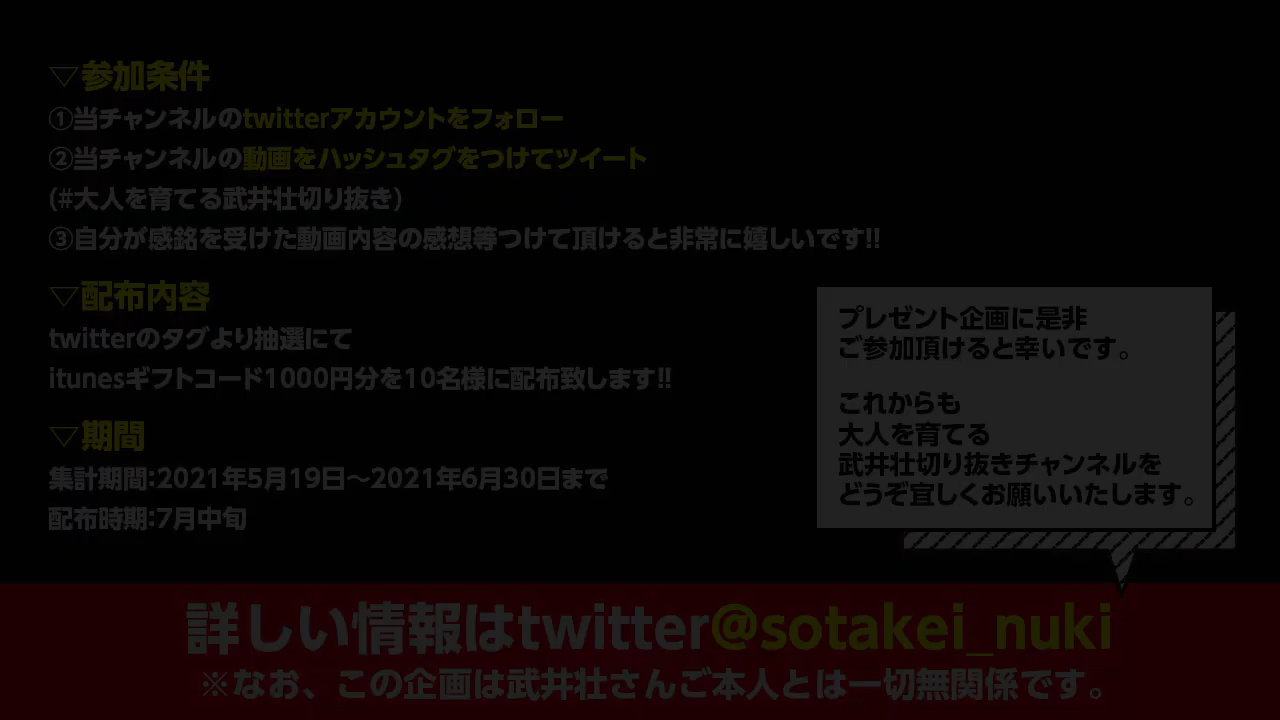 ▽参加条件
①当チャンネルのtwitterアカウントをフォロー
②当チャンネルの動画をハッシュタグをつけてツイート
(#大人を育てる武井壮切り抜き)
③自分が感銘を受けた動画内容の感想等つけて頂けると非常に嬉しいです!!
▽配布内容
twitterのタグより抽選にて
itunesギフトコード1000円分を10名様に配布致します!!
▽期間
集計期間:2021年5月19日～2021年6月30日まで
配布時期:7月中旬
プレゼント企画に是非
ご参加頂けると幸いです。
これからも
大人を育てる
武井壮切り抜きチャンネルを
どうぞ宜しくお願いいたします。
詳しい情報はtwitter@sotakei_nuki
※なお、この企画は武井壮さんご本人とは一切無関係です。